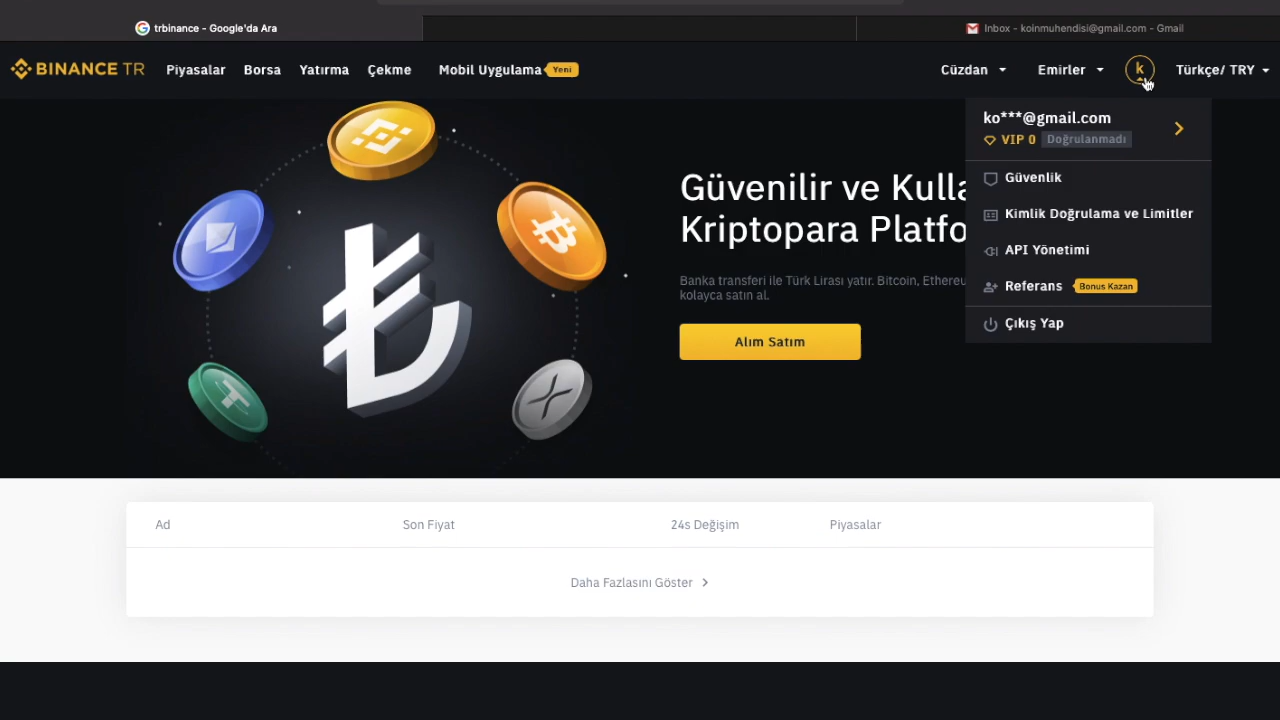 trbinance - Google'da Ara
Inbox - koinmuhendisi@gmail.com - Gmail
BINANCE TR Piyasalar Borsa Yatırma Çekme Mobil Uygulama Yeni Cüzdan Emirler k Türkçe/ TRY
ko***@gmail.com
VIP 0 Doğrulanmadı
Güvenlik
Kimlik Doğrulama ve Limitler
API Yönetimi
Referans Bonus Kazan
Çıkış Yap
Güvenilir ve Kulla
Kriptopara Platfo
Banka transferi ile Türk Lirası yatır. Bitcoin, Ethereu
kolayca satın al.
Alım Satım
Ad Son Fiyat 24s Değişim Piyasalar
Daha Fazlasını Göster